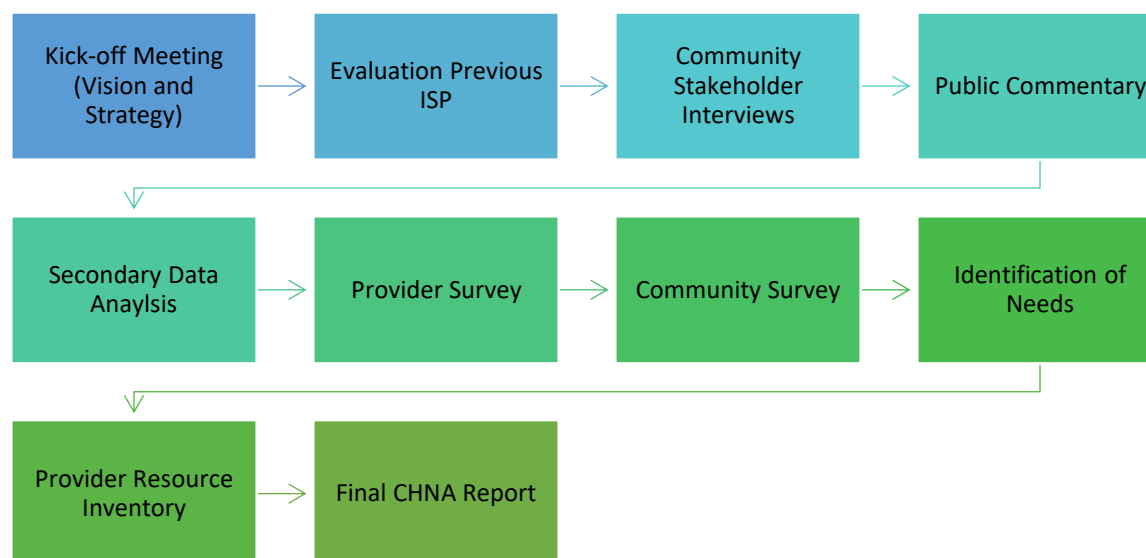 Kick-off Meeting
(Vision and
Strategy)
Evaluation Previous
ISP
Community
Stakeholder
Interviews
Public Commentary
Secondary Data
Anaylsis
Provider Survey
Community Survey
Identification of
Needs
Provider Resource
Inventory
Final CHNA Report